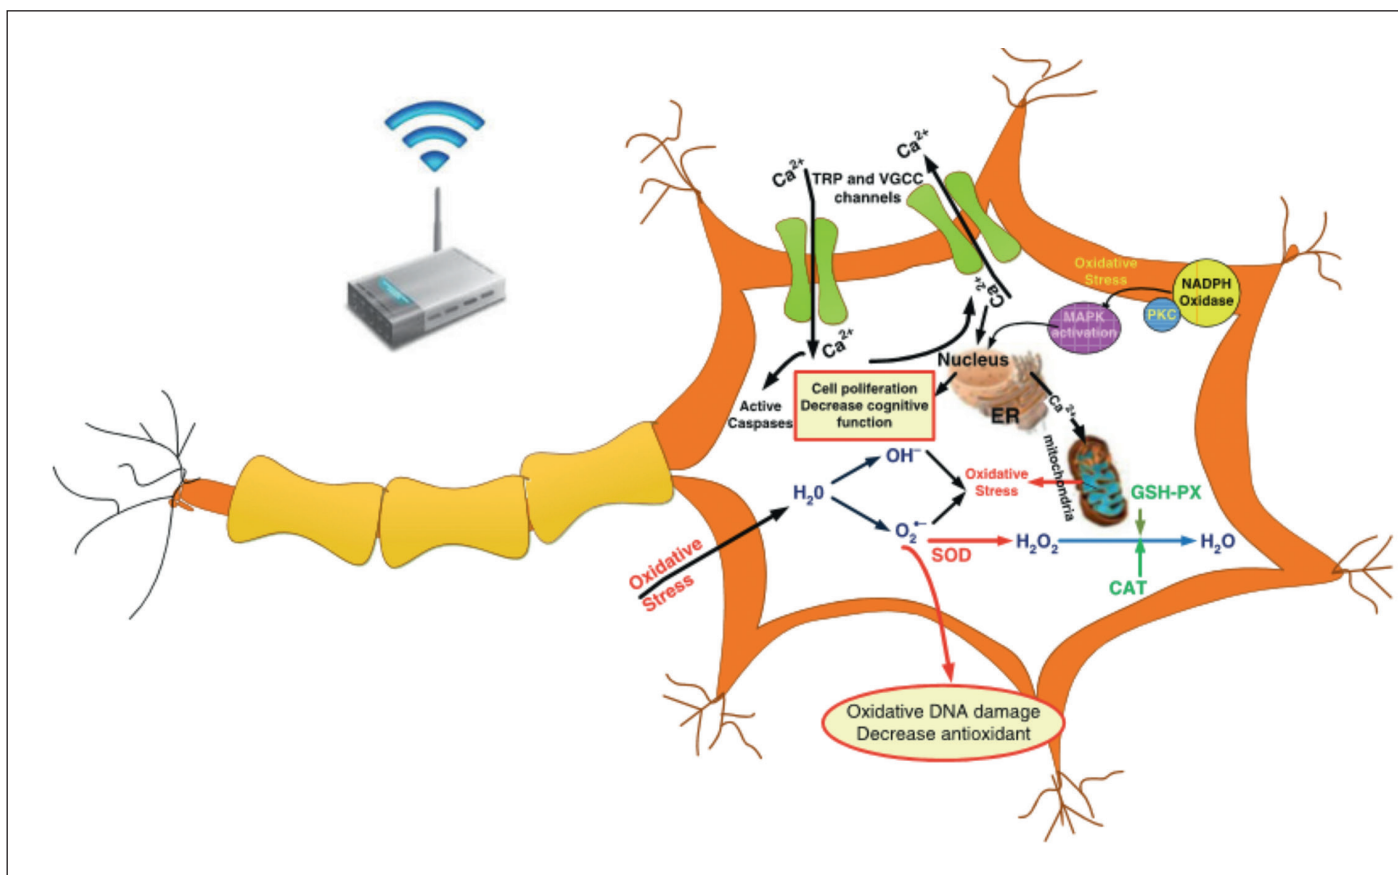 Ca2+
Ca2+
TRP and VGCC
channels
Ca2+
Ca2+
Oxidative
Stress
NADPH
Oxidase
PKC
MAPK
activation
Nucleus
ER
Ca2+
mitochondria
Active
Caspases
Cell poliferation
Decrease cognitive
function
OH−
H20
O2•−
Oxidative
Stress
Oxidative
Stress
SOD
H2O2
GSH-PX
CAT
H2O
Oxidative DNA damage
Decrease antioxidant